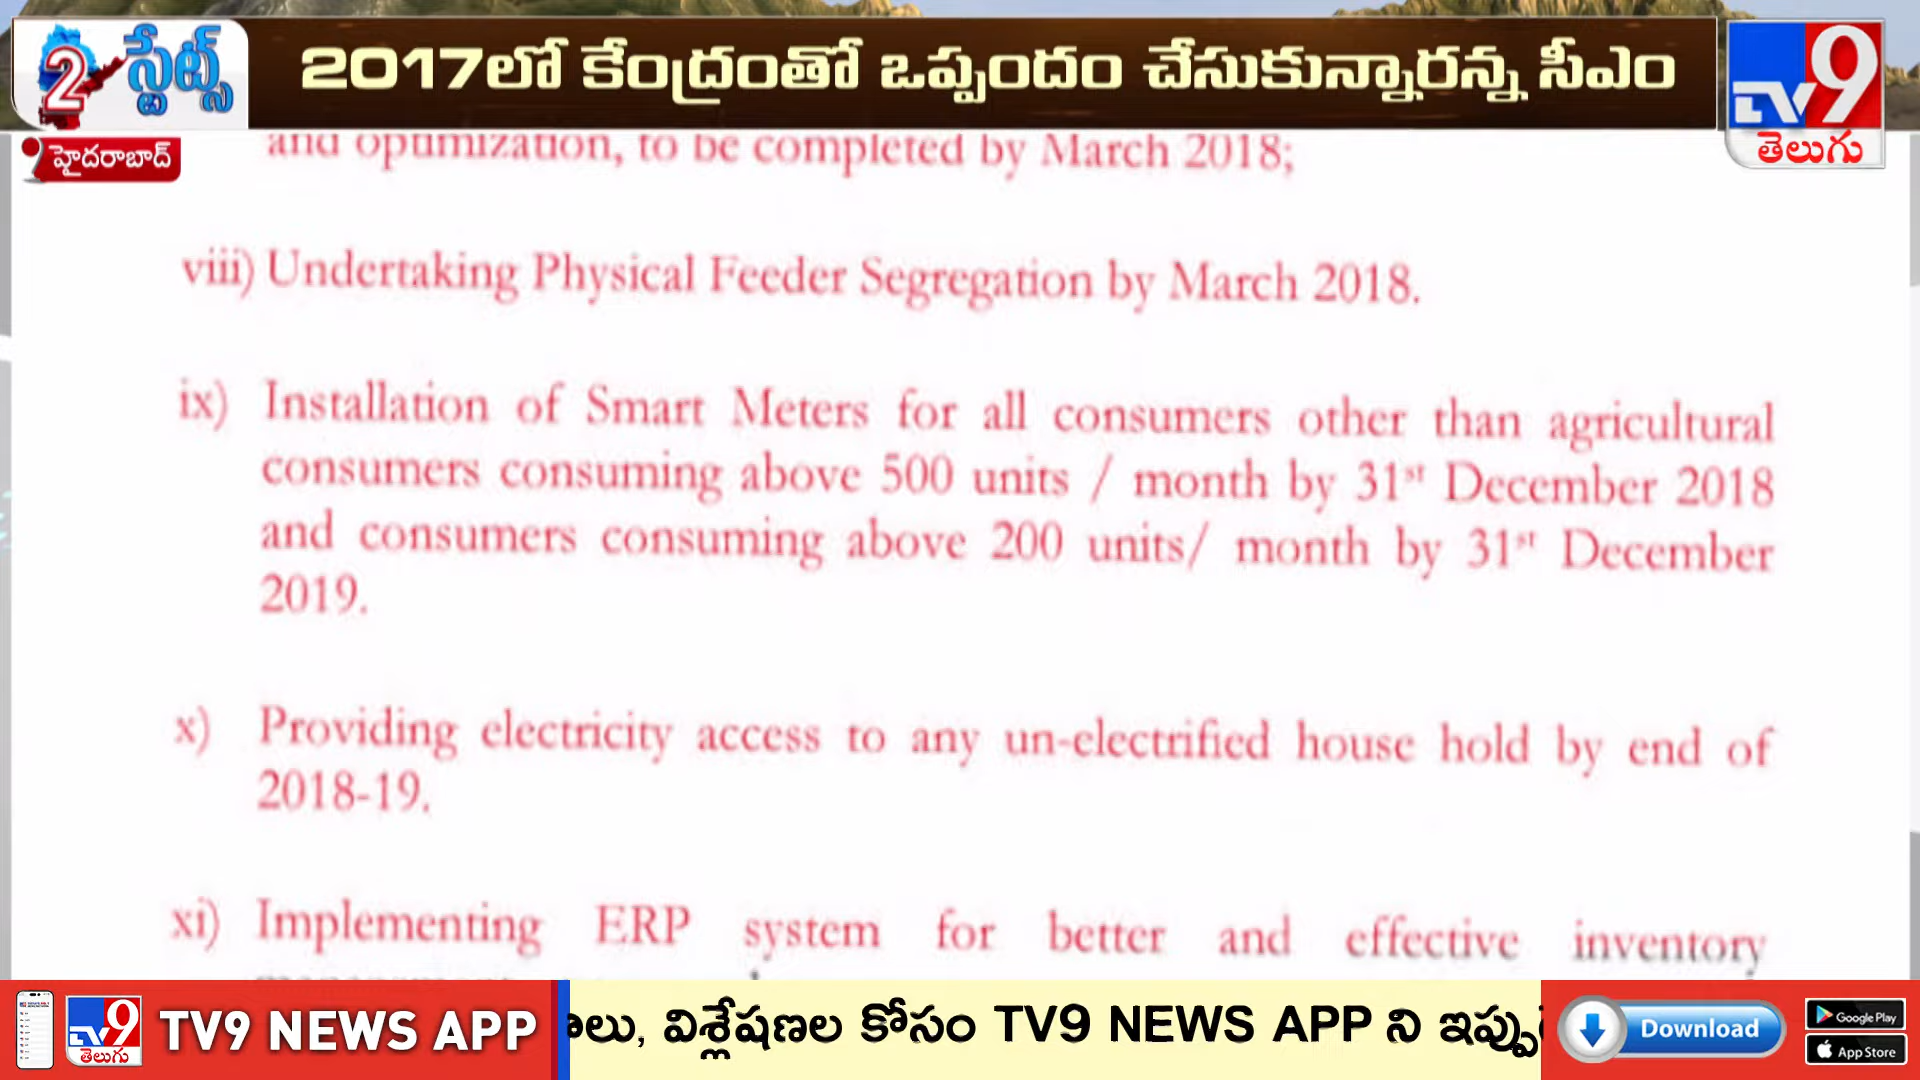 2 స్టేట్స్
2017లో కేంద్రంతో ఒప్పందం చేసుకున్నారన్న సీఎం
TV9
తెలుగు
హైదరాబాద్
and optimization, to be completed by March 2018;
viii) Undertaking Physical Feeder Segregation by March 2018.
ix) Installation of Smart Meters for all consumers other than agricultural
consumers consuming above 500 units / month by 31st December 2018
and consumers consuming above 200 units/ month by 31st December
2019.
x) Providing electricity access to any un-electrified house hold by end of
2018-19.
xi) Implementing ERP system for better and effective inventory
TV9
తెలుగు
TV9 NEWS APP
విశ్లేషణల కోసం TV9 NEWS APP ని
Download
Google Play
App Store